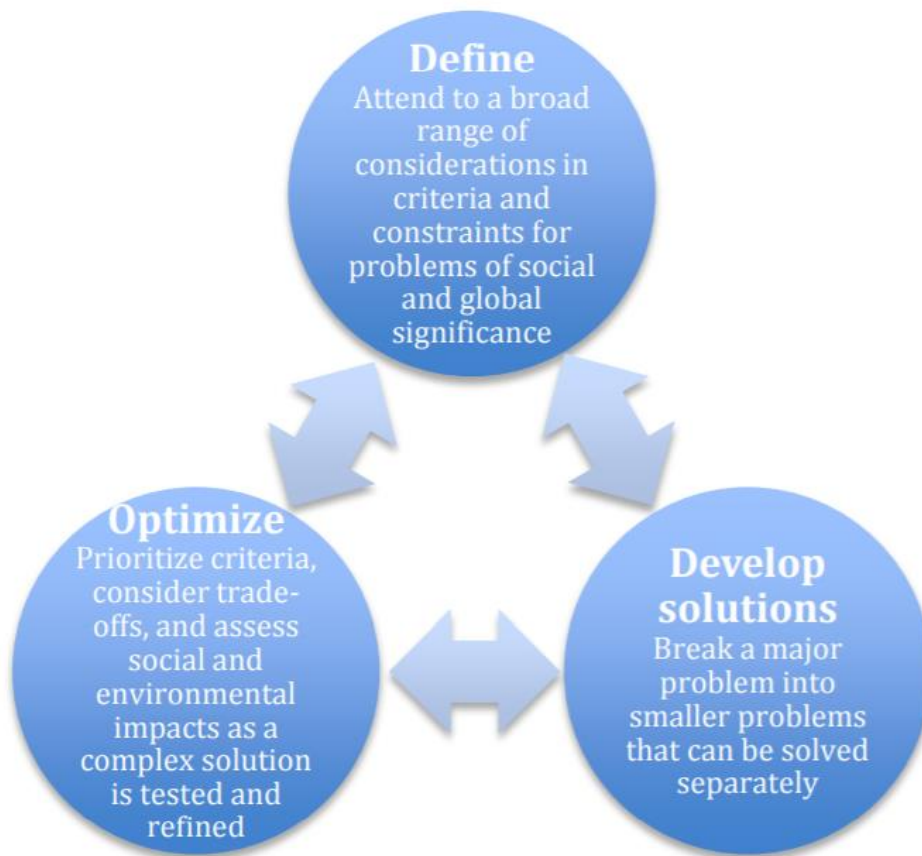 Define
Attend to a broad
range of
considerations in
criteria and
constraints for
problems of social
and global
significance
Optimize
Prioritize criteria,
consider trade-
offs, and assess
social and
environmental
impacts as a
complex solution
is tested and
refined
Develop
solutions
Break a major
problem into
smaller problems
that can be solved
separately